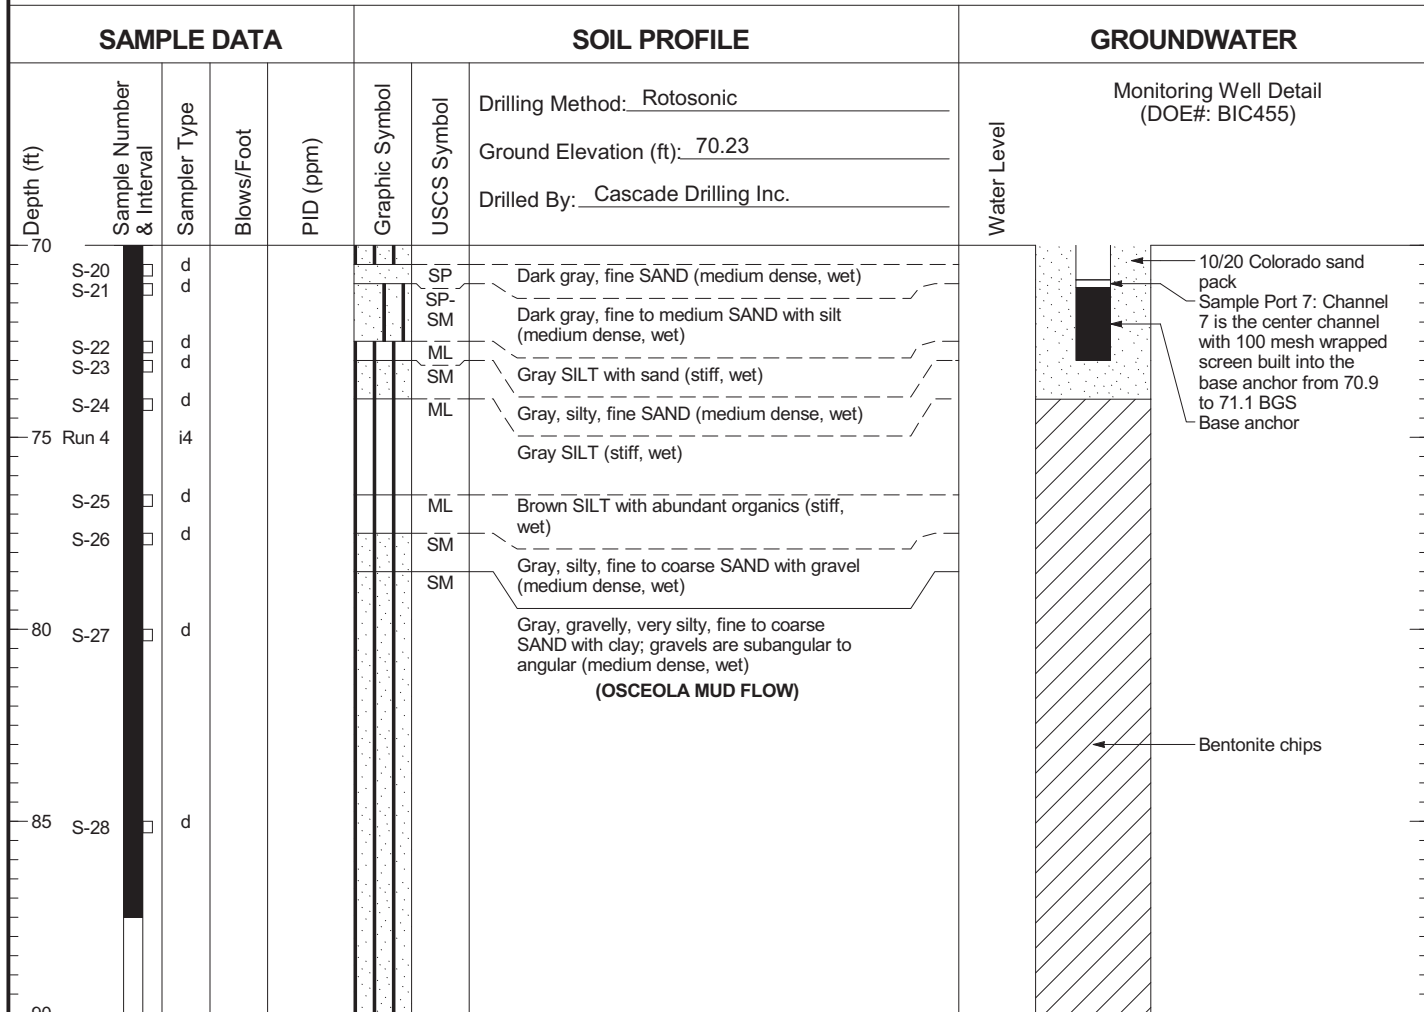 SAMPLE DATA
SOIL PROFILE
GROUNDWATER
Depth (ft)
Sample Number
& Interval
Sampler Type
Blows/Foot
PID (ppm)
Graphic Symbol
USCS Symbol
Drilling Method: Rotosonic
Ground Elevation (ft): 70.23
Drilled By: Cascade Drilling Inc.
Water Level
Monitoring Well Detail
(DOE#: BIC455)
70
S-20 d
S-21 d
S-22 d
S-23 d
S-24 d
75 Run 4 i4
S-25 d
S-26 d
80 S-27 d
85 S-28 d
90
SP Dark gray, fine SAND (medium dense, wet)
SP-
SM
Dark gray, fine to medium SAND with silt
(medium dense, wet)
ML Gray SILT with sand (stiff, wet)
SM Gray, silty, fine SAND (medium dense, wet)
ML Gray SILT (stiff, wet)
ML Brown SILT with abundant organics (stiff,
wet)
SM Gray, silty, fine to coarse SAND with gravel
(medium dense, wet)
SM Gray, gravelly, very silty, fine to coarse
SAND with clay; gravels are subangular to
angular (medium dense, wet)
(OSCEOLA MUD FLOW)
10/20 Colorado sand
pack
Sample Port 7: Channel
7 is the center channel
with 100 mesh wrapped
screen built into the
base anchor from 70.9
to 71.1 BGS
Base anchor
Bentonite chips